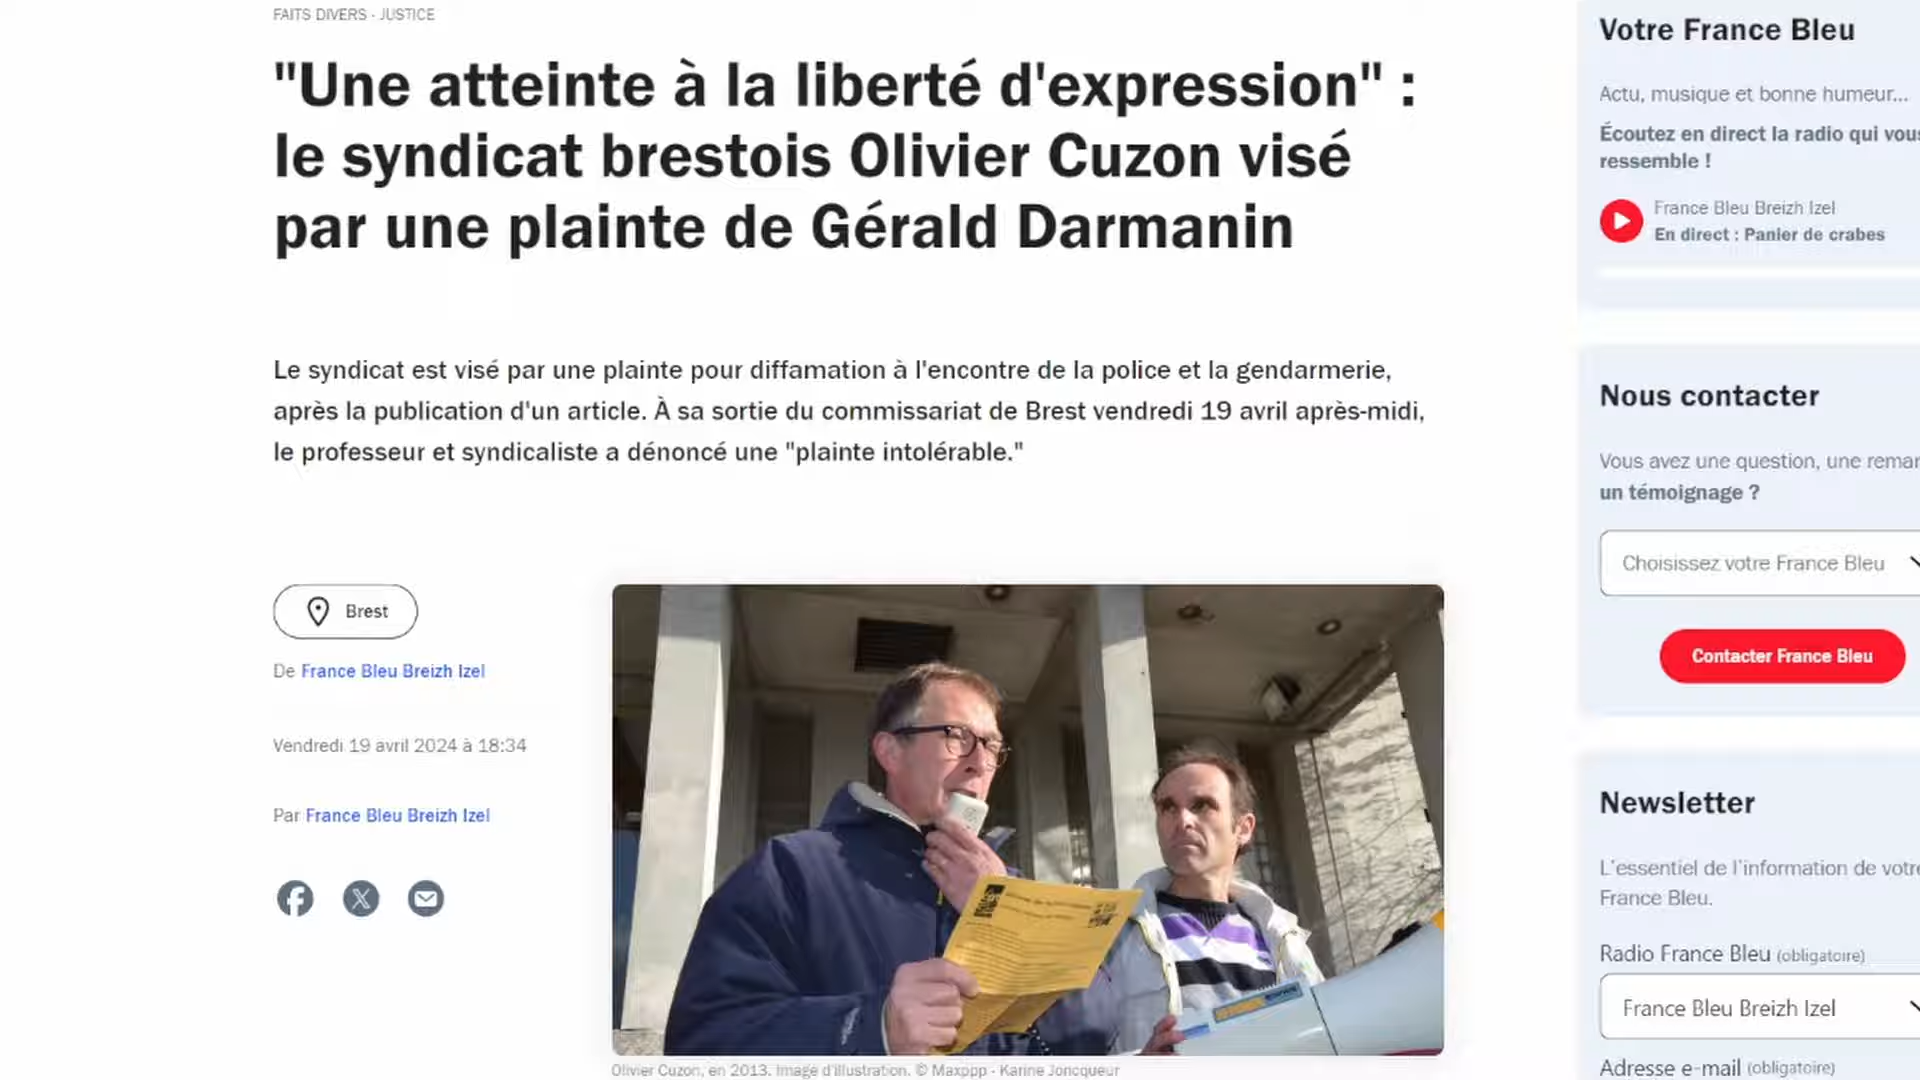 FAITS DIVERS - JUSTICE
"Une atteinte à la liberté d'expression" :
le syndicat brestois Olivier Cuzon visé
par une plainte de Gérald Darmanin
Le syndicat est visé par une plainte pour diffamation à l'encontre de la police et la gendarmerie,
après la publication d'un article. À sa sortie du commissariat de Brest vendredi 19 avril après-midi,
le professeur et syndicaliste a dénoncé une "plainte intolérable."
Brest
De France Bleu Breizh Izel
Vendredi 19 avril 2024 à 18:34
Par France Bleu Breizh Izel
Olivier Cuzon, en 2013. Image d'illustration. © Maxppp - Karine Joncqueur
Votre France Bleu
Actu, musique et bonne humeur...
Écoutez en direct la radio qui vous
ressemble !
France Bleu Breizh Izel
En direct : Panier de crabes
Nous contacter
Vous avez une question, une remar
un témoignage ?
Choisissez votre France Bleu
Contacter France Bleu
Newsletter
L'essentiel de l'information de votre
France Bleu.
Radio France Bleu (obligatoire)
France Bleu Breizh Izel
Adresse e-mail (obligatoire)